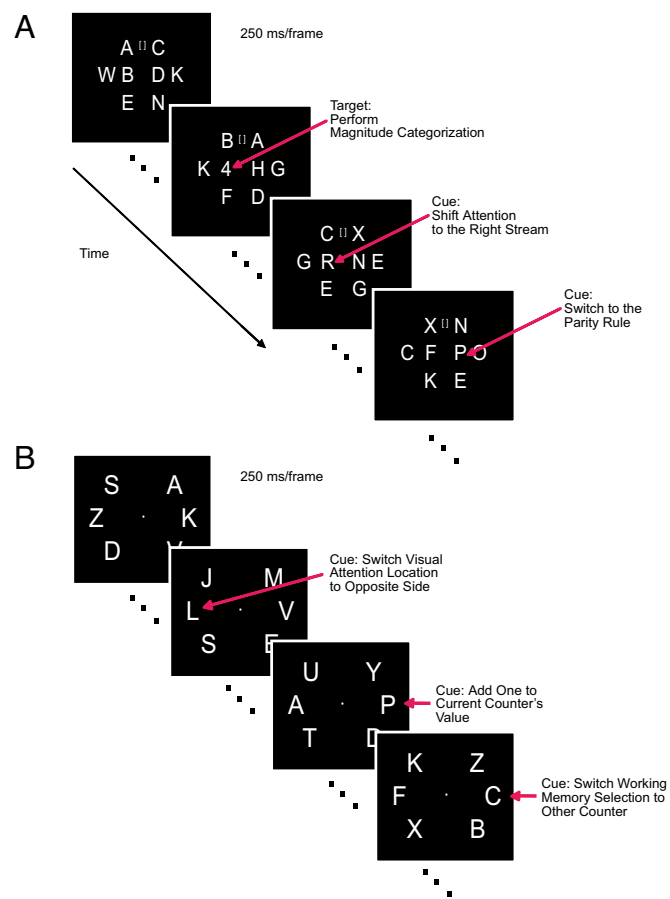 A
250 ms/frame
A [ ] C
W B D K
E N
Target:
Perform
Magnitude Categorization
B [ ] A
K 4 H G
F D
Cue:
Shift Attention
to the Right Stream
C [ ] X
G R N E
E G
Time
Cue:
Switch to the
Parity Rule
X [ ] N
C F P O
K E
B
250 ms/frame
S A
Z K
D
Cue: Switch Visual
Attention Location
to Opposite Side
J M
L V
S E
U Y
A P
T D
Cue: Add One to
Current Counter's
Value
K Z
F C
X B
Cue: Switch Working
Memory Selection to
Other Counter